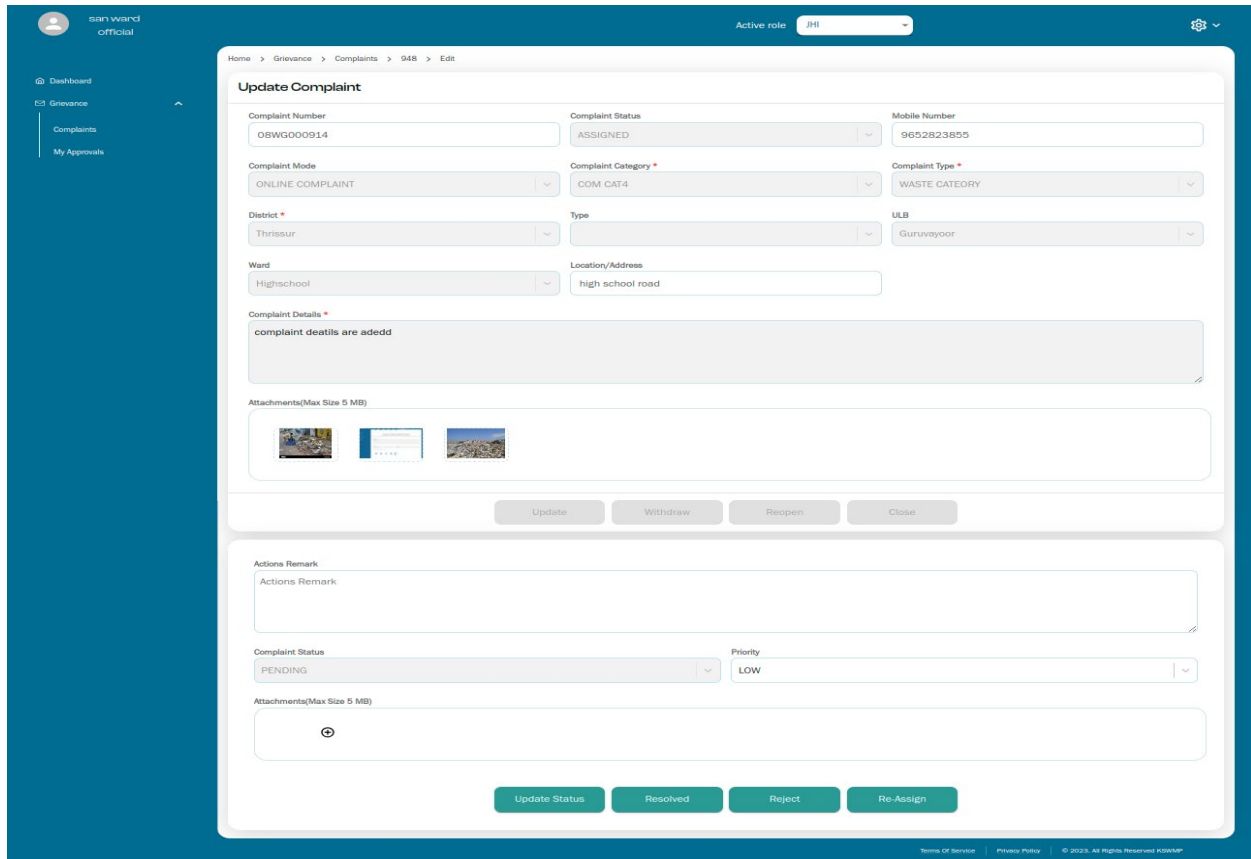 san ward
official
Active role JHI
Home > Grievance > Complaints > 948 > Edit
Dashboard
Grievance
Complaints
My Approvals
Update Complaint
Complaint Number Complaint Status Mobile Number
08WG000914 ASSIGNED 9652823855
Complaint Mode Complaint Category * Complaint Type *
ONLINE COMPLAINT COM CAT4 WASTE CATEORY
District * Type ULB
Thrissur Guruvayoor
Ward Location/Address
Highschool high school road
Complaint Details *
complaint deatils are adedd
Attachments(Max Size 5 MB)
Update Withdraw Reopen Close
Actions Remark
Actions Remark
Complaint Status Priority
PENDING LOW
Attachments(Max Size 5 MB)
Update Status Resolved Reject Re-Assign
Terms Of Service | Privacy Policy | © 2023, All Rights Reserved KSWMP